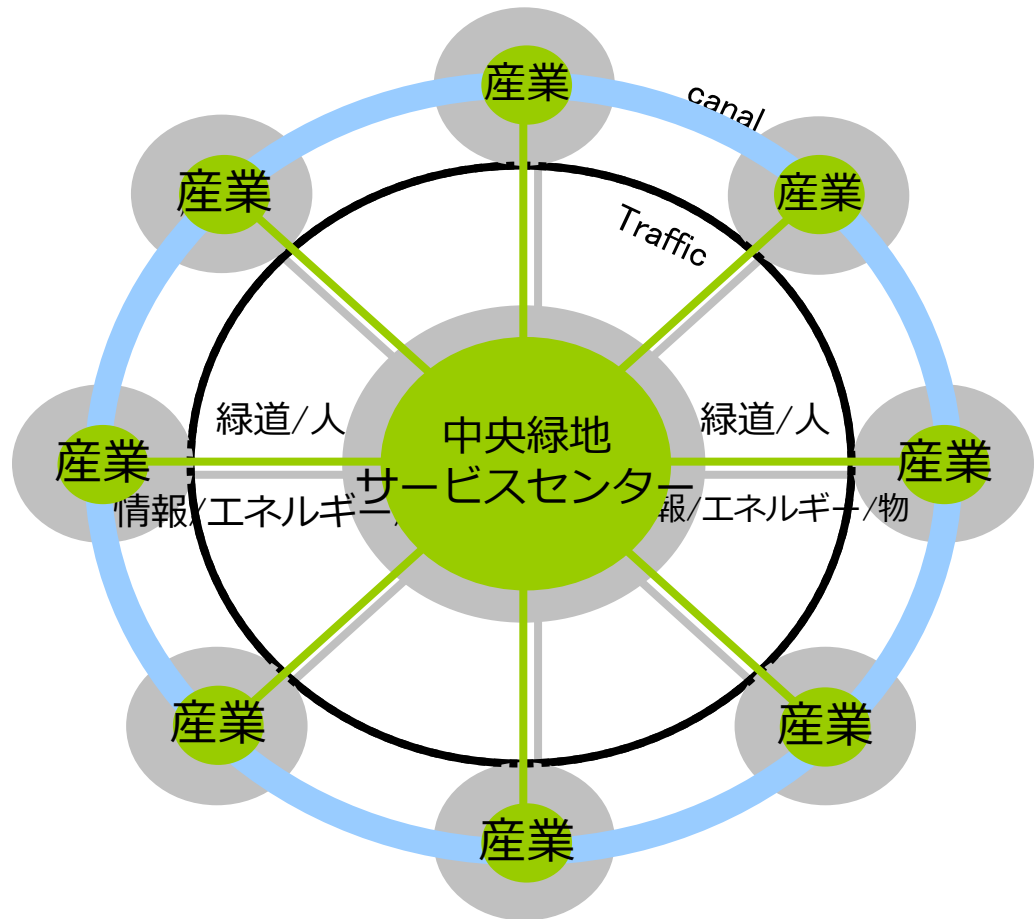 産業
canal
産業
産業
Traffic
緑道/人
緑道/人
中央緑地
サービスセンター
産業
産業
情報/エネルギー/
報/エネルギー/物
産業
産業
産業